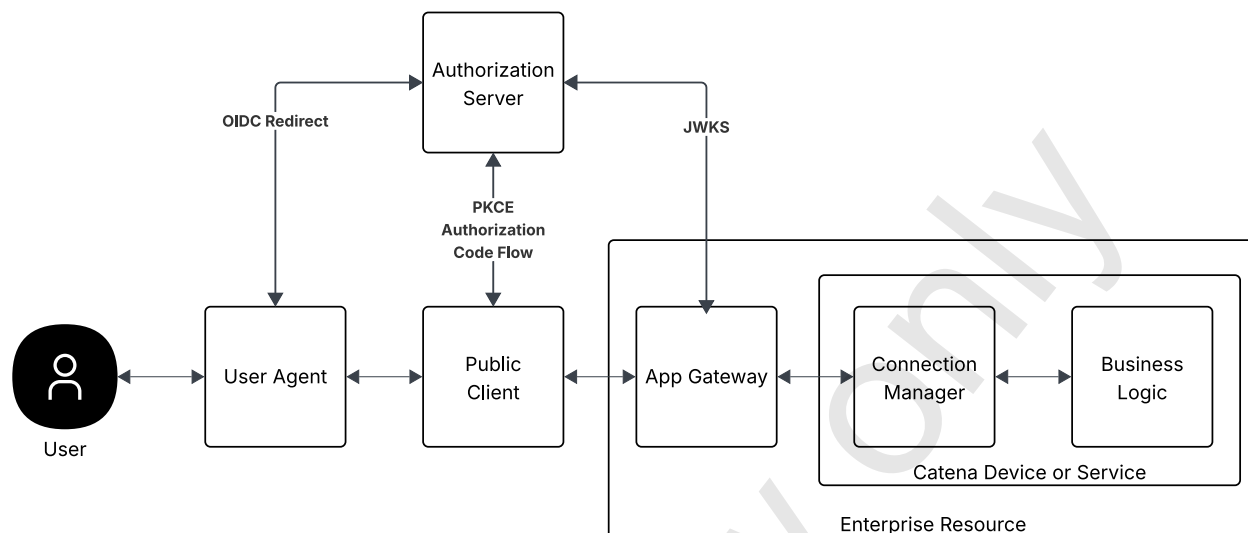 Authorization
Server
OIDC Redirect
JWKS
PKCE
Authorization
Code Flow
User Agent
Public
Client
App Gateway
Connection
Manager
Business
Logic
User
Catena Device or Service
Enterprise Resource
only